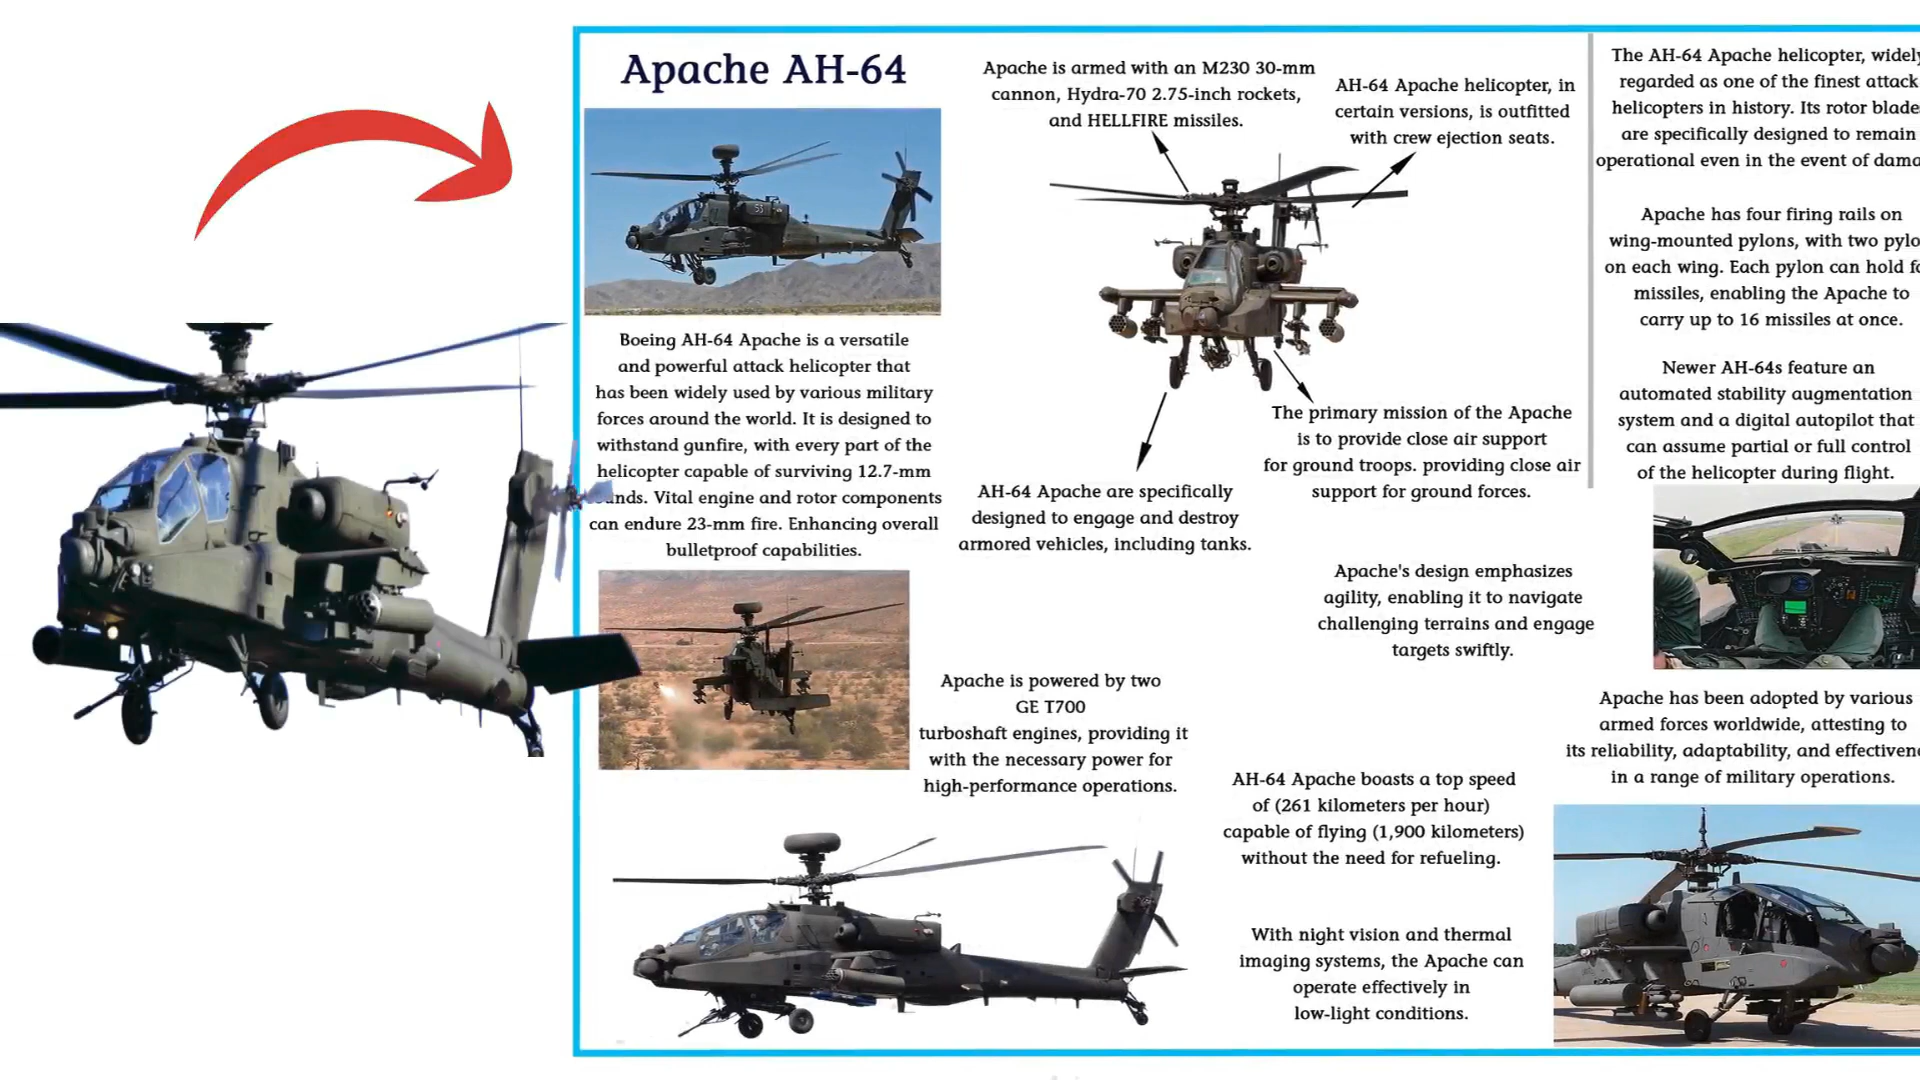 Apache AH-64
Boeing AH-64 Apache is a versatile
and powerful attack helicopter that
has been widely used by various military
forces around the world. It is designed to
withstand gunfire, with every part of the
helicopter capable of surviving 12.7-mm
Vital engine and rotor components
can endure 23-mm fire. Enhancing overall
bulletproof capabilities.
Apache is armed with an M230 30-mm
cannon, Hydra-70 2.75-inch rockets,
and HELLFIRE missiles.
AH-64 Apache helicopter, in
certain versions, is outfitted
with crew ejection seats.
The primary mission of the Apache
is to provide close air support
for ground troops. providing close air
support for ground forces.
AH-64 Apache are specifically
designed to engage and destroy
armored vehicles, including tanks.
Apache's design emphasizes
agility, enabling it to navigate
challenging terrains and engage
targets swiftly.
Apache is powered by two
GE T700
turboshaft engines, providing it
with the necessary power for
high-performance operations.
AH-64 Apache boasts a top speed
of (261 kilometers per hour)
capable of flying (1,900 kilometers)
without the need for refueling.
With night vision and thermal
imaging systems, the Apache can
operate effectively in
low-light conditions.
The AH-64 Apache helicopter, widely
regarded as one of the finest attack
helicopters in history. Its rotor
are specifically designed to remain
operational even in the event of
Apache has four firing rails on
wing-mounted pylons, with two
on each wing. Each pylon can hold
missiles, enabling the Apache to
carry up to 16 missiles at once.
Newer AH-64s feature an
automated stability augmentation
system and a digital autopilot that
can assume partial or full control
of the helicopter during flight.
Apache has been adopted by various
armed forces worldwide, attesting to
its reliability, adaptability, and
in a range of military operations.